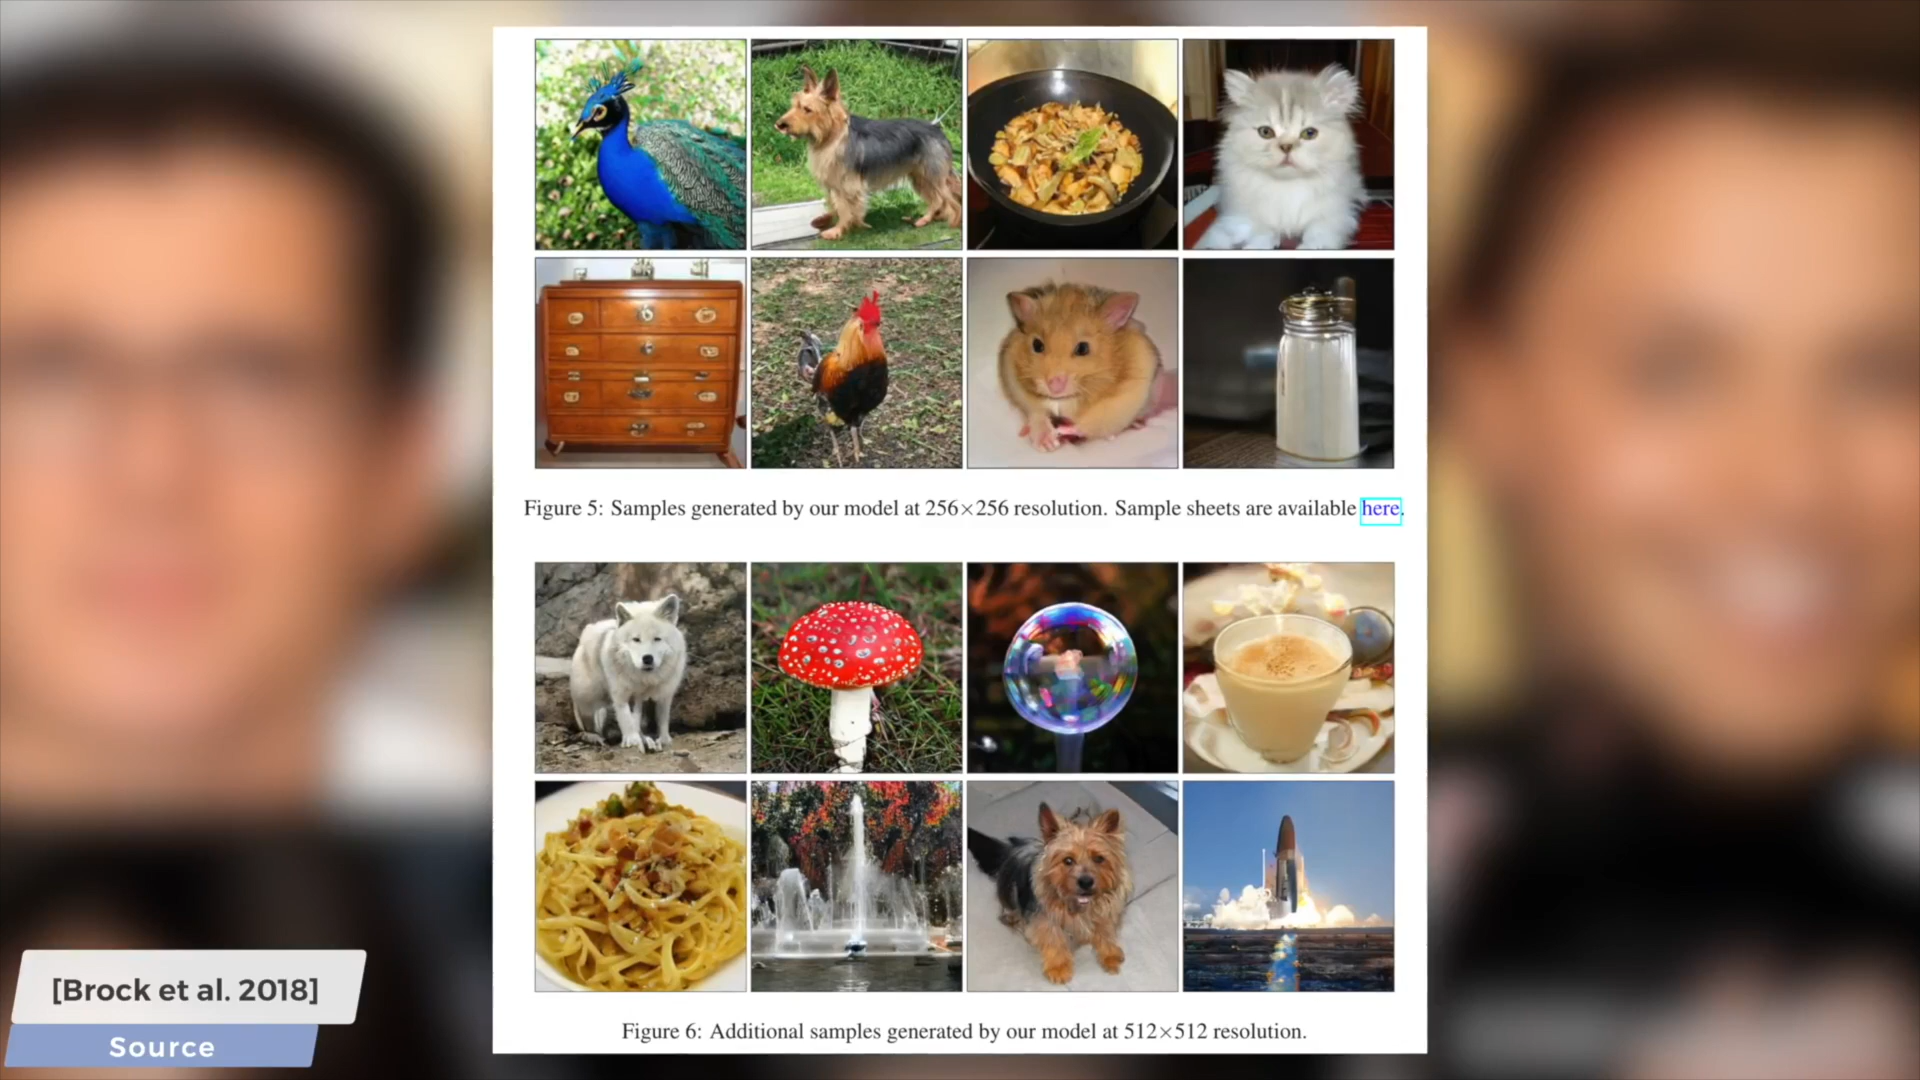 Figure 5: Samples generated by our model at 256×256 resolution. Sample sheets are available here.
Figure 6: Additional samples generated by our model at 512×512 resolution.
[Brock et al. 2018]
Source